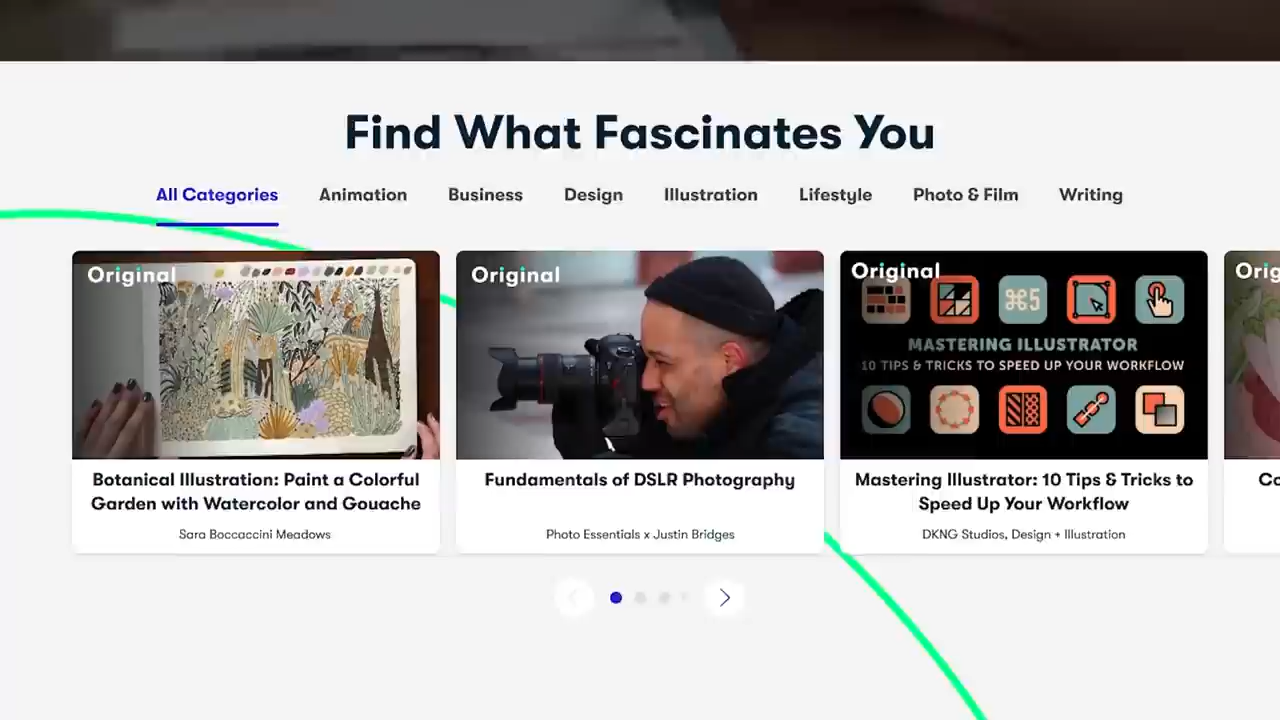 Find What Fascinates You
All Categories Animation Business Design Illustration Lifestyle Photo & Film Writing
Original
Original
Original
⌘5
MASTERING ILLUSTRATOR
10 TIPS & TRICKS TO SPEED UP YOUR WORKFLOW
Botanical Illustration: Paint a Colorful
Garden with Watercolor and Gouache
Sara Boccaccini Meadows
Fundamentals of DSLR Photography
Photo Essentials x Justin Bridges
Mastering Illustrator: 10 Tips & Tricks to
Speed Up Your Workflow
DKNG Studios, Design + Illustration